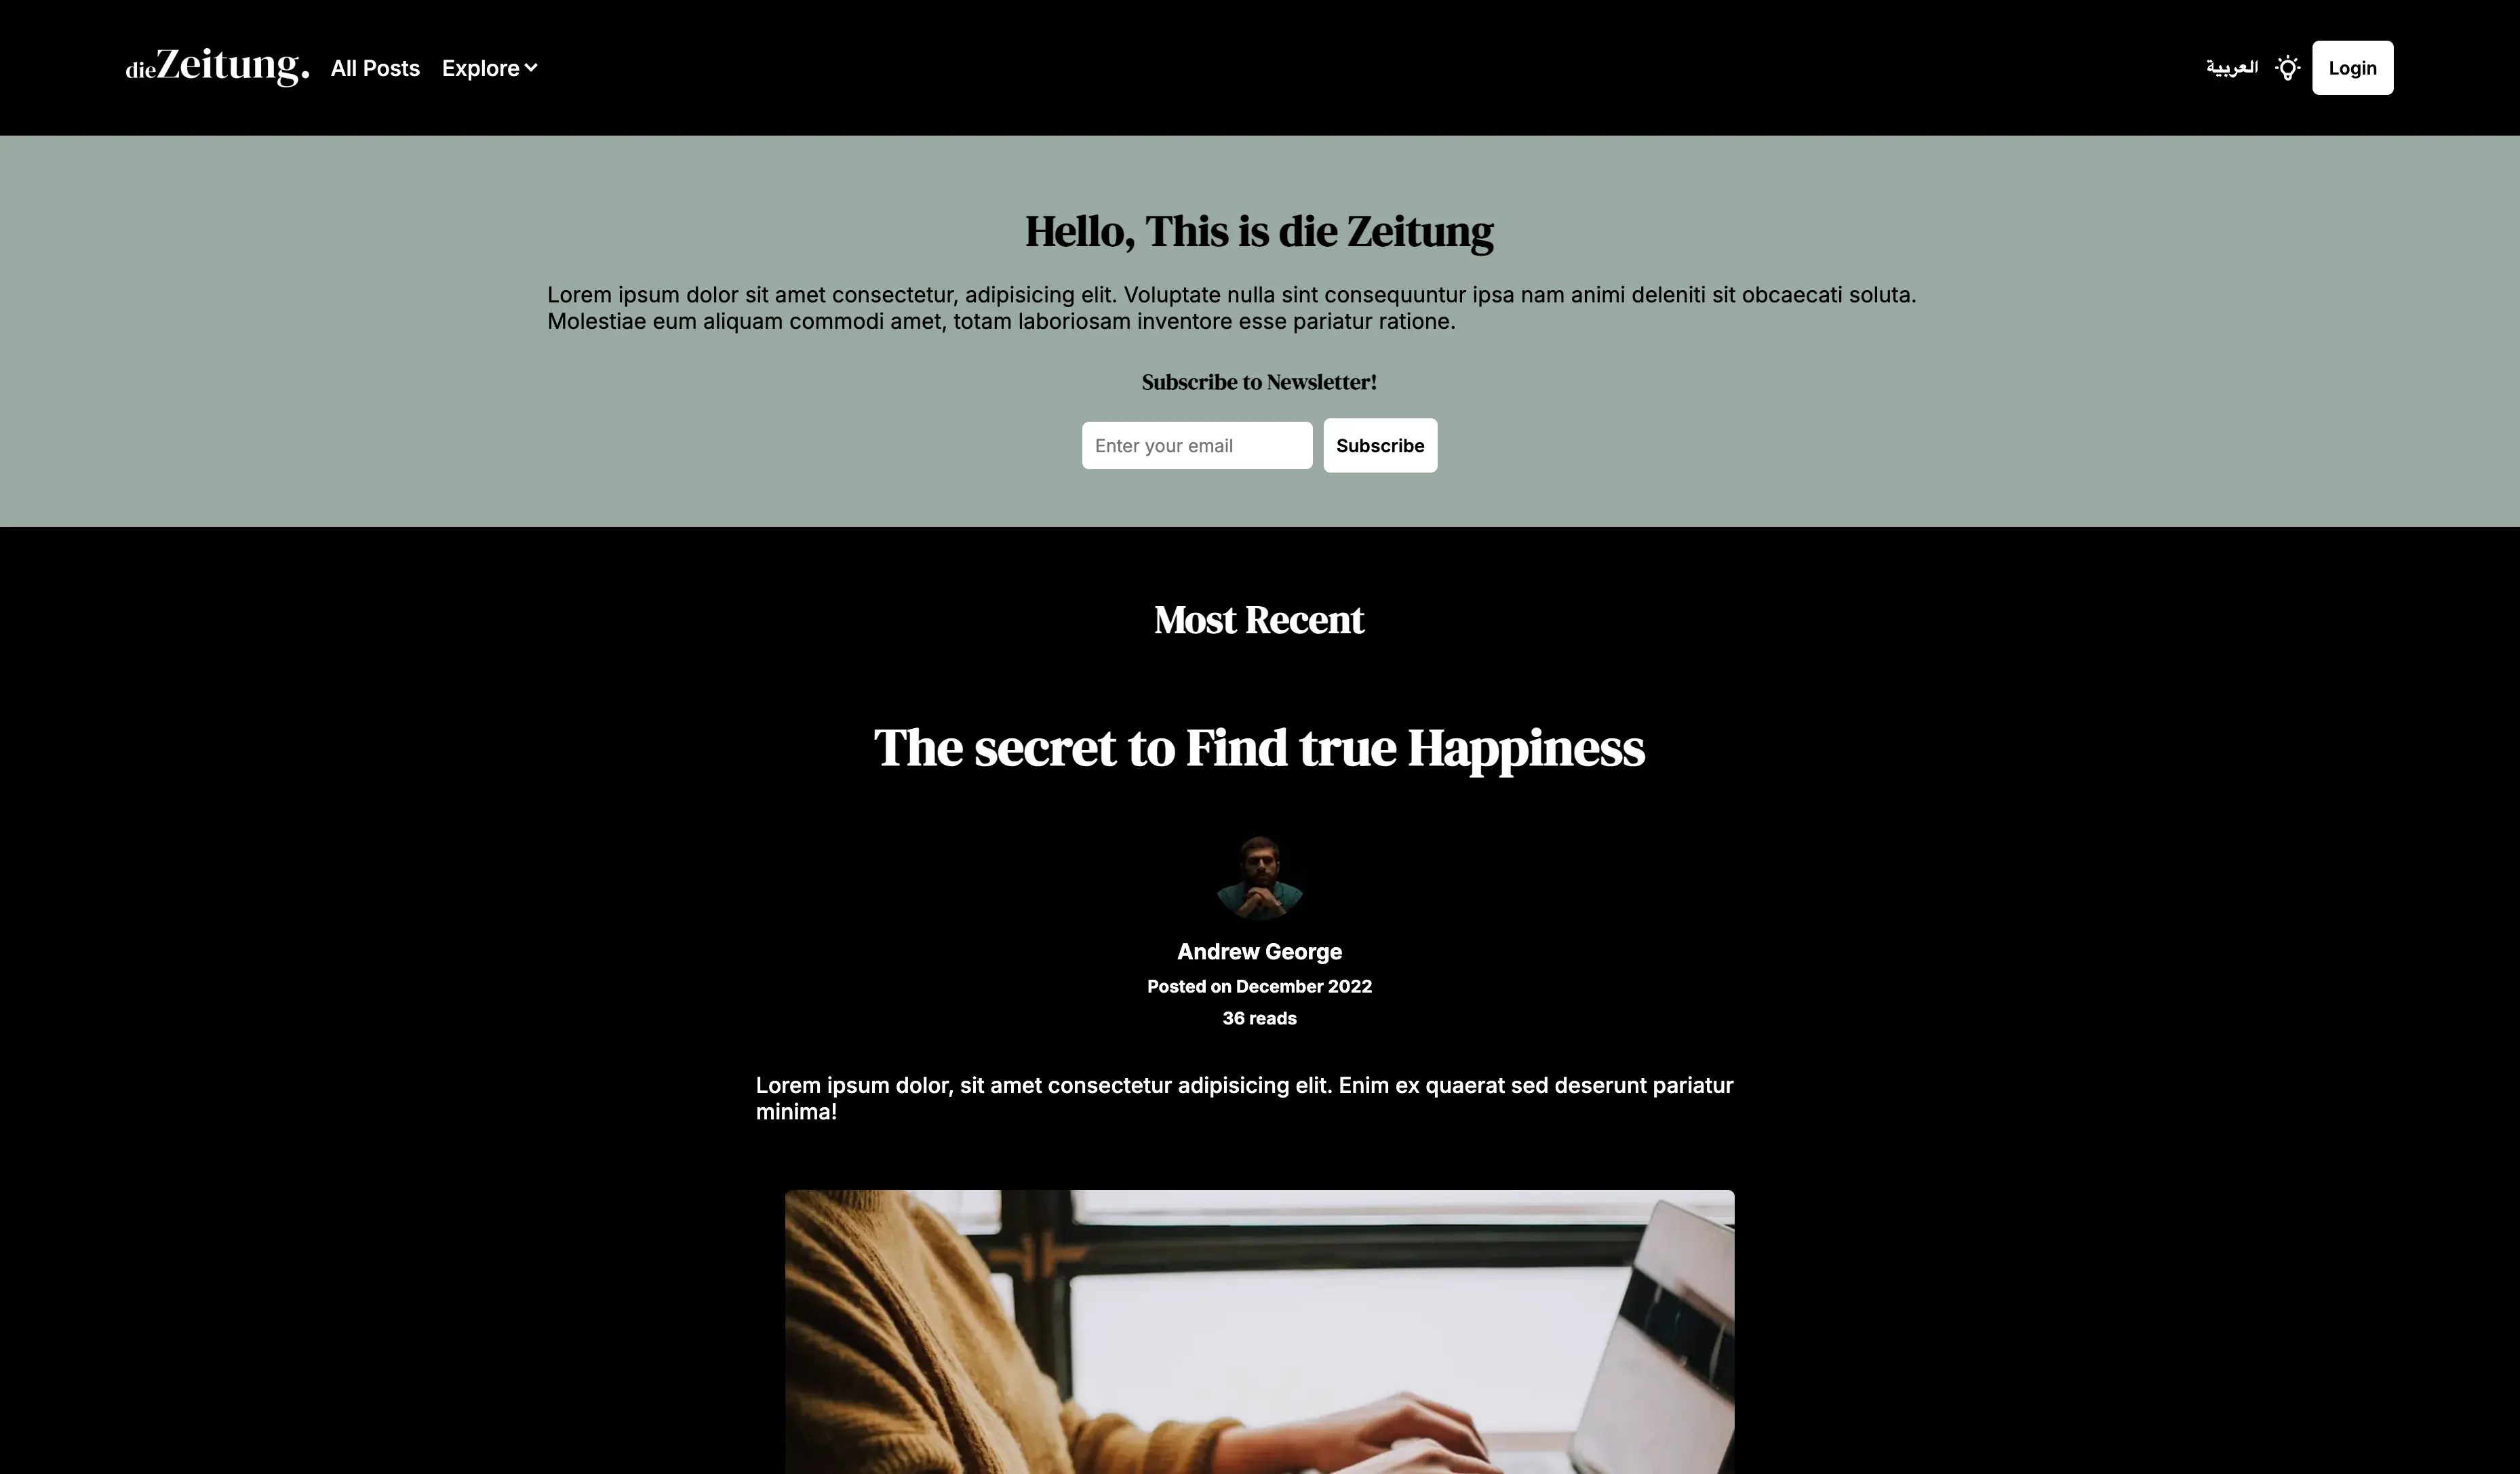 dieZeitung.
All Posts
Explore
العربية
Login
Hello, This is die Zeitung
Lorem ipsum dolor sit amet consectetur, adipisicing elit. Voluptate nulla sint consequuntur ipsa nam animi deleniti sit obcaecati soluta.
Molestiae eum aliquam commodi amet, totam laboriosam inventore esse pariatur ratione.
Subscribe to Newsletter!
Enter your email
Subscribe
Most Recent
The secret to Find true Happiness
Andrew George
Posted on December 2022
36 reads
Lorem ipsum dolor, sit amet consectetur adipisicing elit. Enim ex quaerat sed deserunt pariatur
minima!